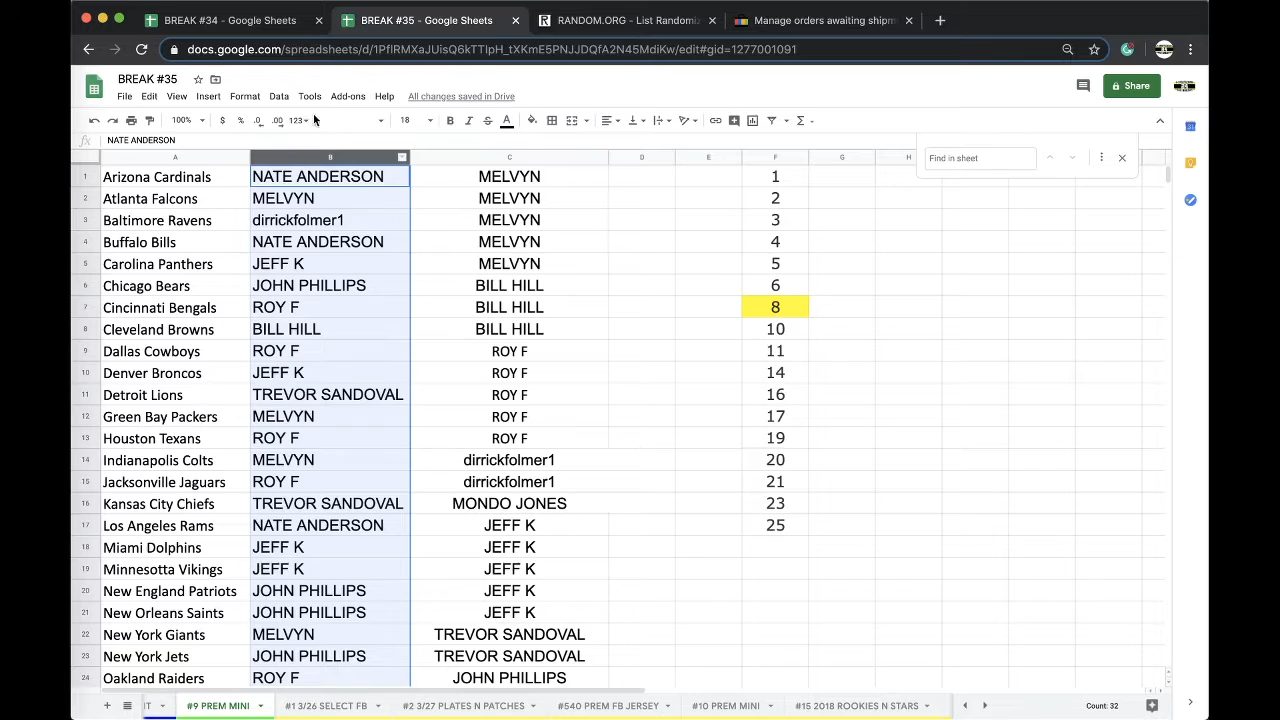 BREAK #34 - Google Sheets
BREAK #35 - Google Sheets
RANDOM.ORG - List Randomiz
Manage orders awaiting shipm
docs.google.com/spreadsheets/d/1PflRMXaJUisQ6kTTlpH_tXKmE5PNJJDQfA2N45MdiKw/edit#gid=1277001091
BREAK #35
File Edit View Insert Format Data Tools Add-ons Help All changes saved in Drive
Share
100% $ % .0 .00 123 18 B I S A
fx NATE ANDERSON
Find in sheet
A B C D E F G H
1 Arizona Cardinals NATE ANDERSON MELVYN 1
2 Atlanta Falcons MELVYN MELVYN 2
3 Baltimore Ravens dirrickfolmer1 MELVYN 3
4 Buffalo Bills NATE ANDERSON MELVYN 4
5 Carolina Panthers JEFF K MELVYN 5
6 Chicago Bears JOHN PHILLIPS BILL HILL 6
7 Cincinnati Bengals ROY F BILL HILL 8
8 Cleveland Browns BILL HILL BILL HILL 10
9 Dallas Cowboys ROY F ROY F 11
10 Denver Broncos JEFF K ROY F 14
11 Detroit Lions TREVOR SANDOVAL ROY F 16
12 Green Bay Packers MELVYN ROY F 17
13 Houston Texans ROY F ROY F 19
14 Indianapolis Colts MELVYN dirrickfolmer1 20
15 Jacksonville Jaguars ROY F dirrickfolmer1 21
16 Kansas City Chiefs TREVOR SANDOVAL MONDO JONES 23
17 Los Angeles Rams NATE ANDERSON JEFF K 25
18 Miami Dolphins JEFF K JEFF K
19 Minnesota Vikings JEFF K JEFF K
20 New England Patriots JOHN PHILLIPS JEFF K
21 New Orleans Saints JOHN PHILLIPS JEFF K
22 New York Giants MELVYN TREVOR SANDOVAL
23 New York Jets JOHN PHILLIPS TREVOR SANDOVAL
24 Oakland Raiders ROY F JOHN PHILLIPS
#9 PREM MINI #1 3/26 SELECT FB #2 3/27 PLATES N PATCHES #540 PREM FB JERSEY #10 PREM MINI #15 2018 ROOKIES N STARS